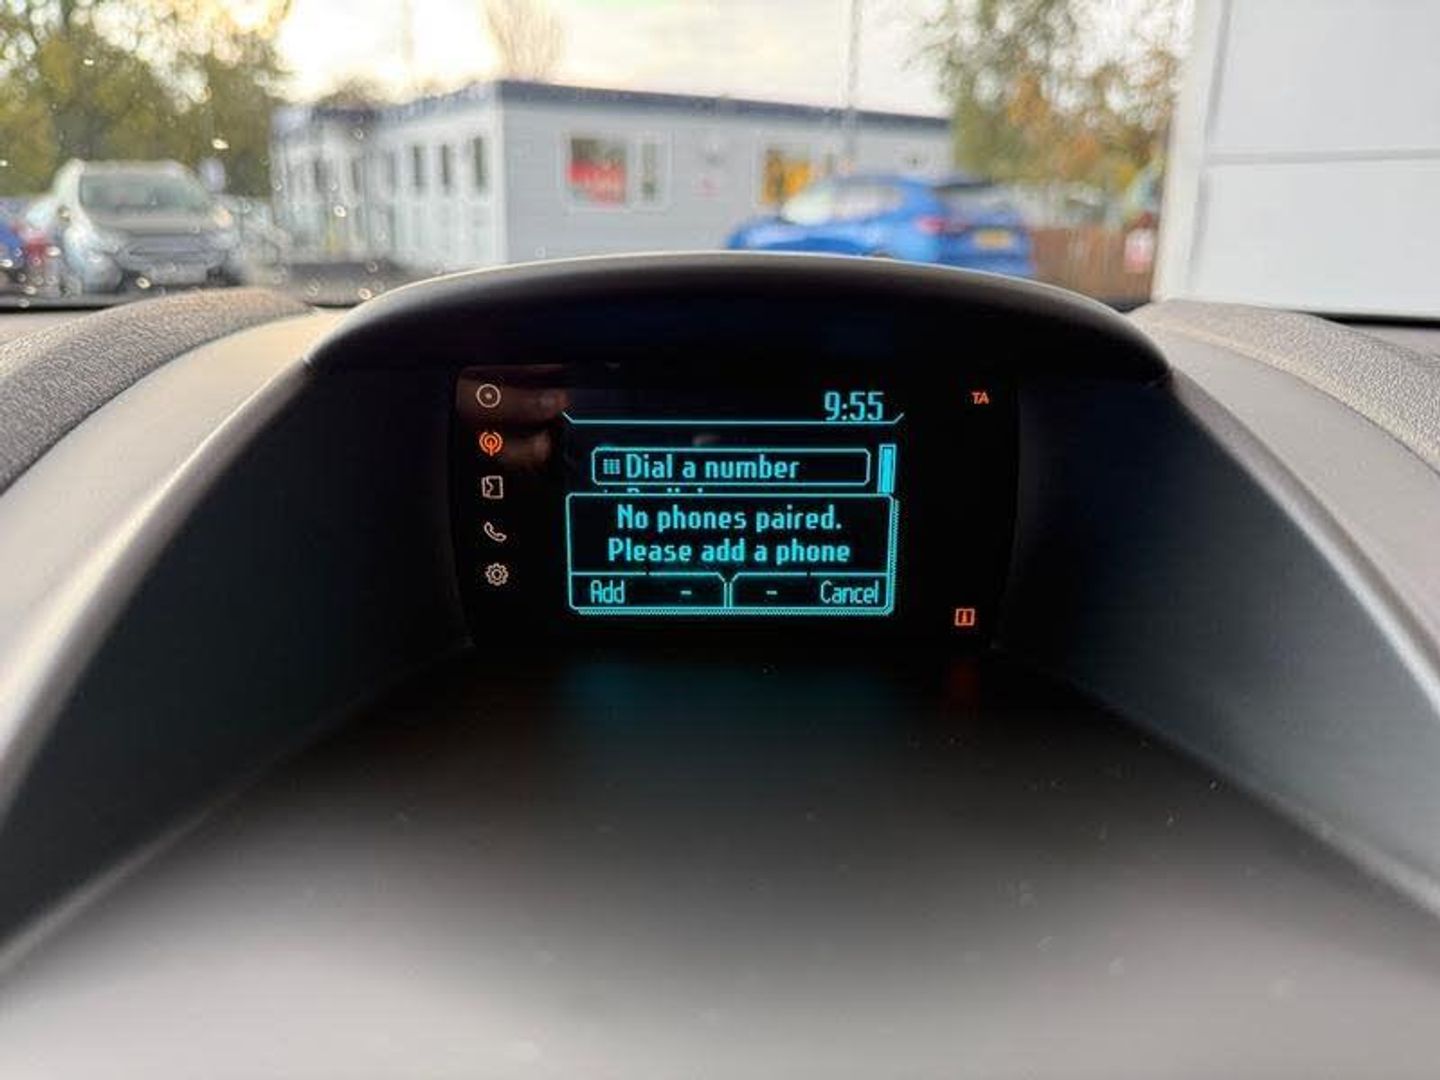 9:55
TA
Dial a number
No phones paired.
Please add a phone
Add - - Cancel